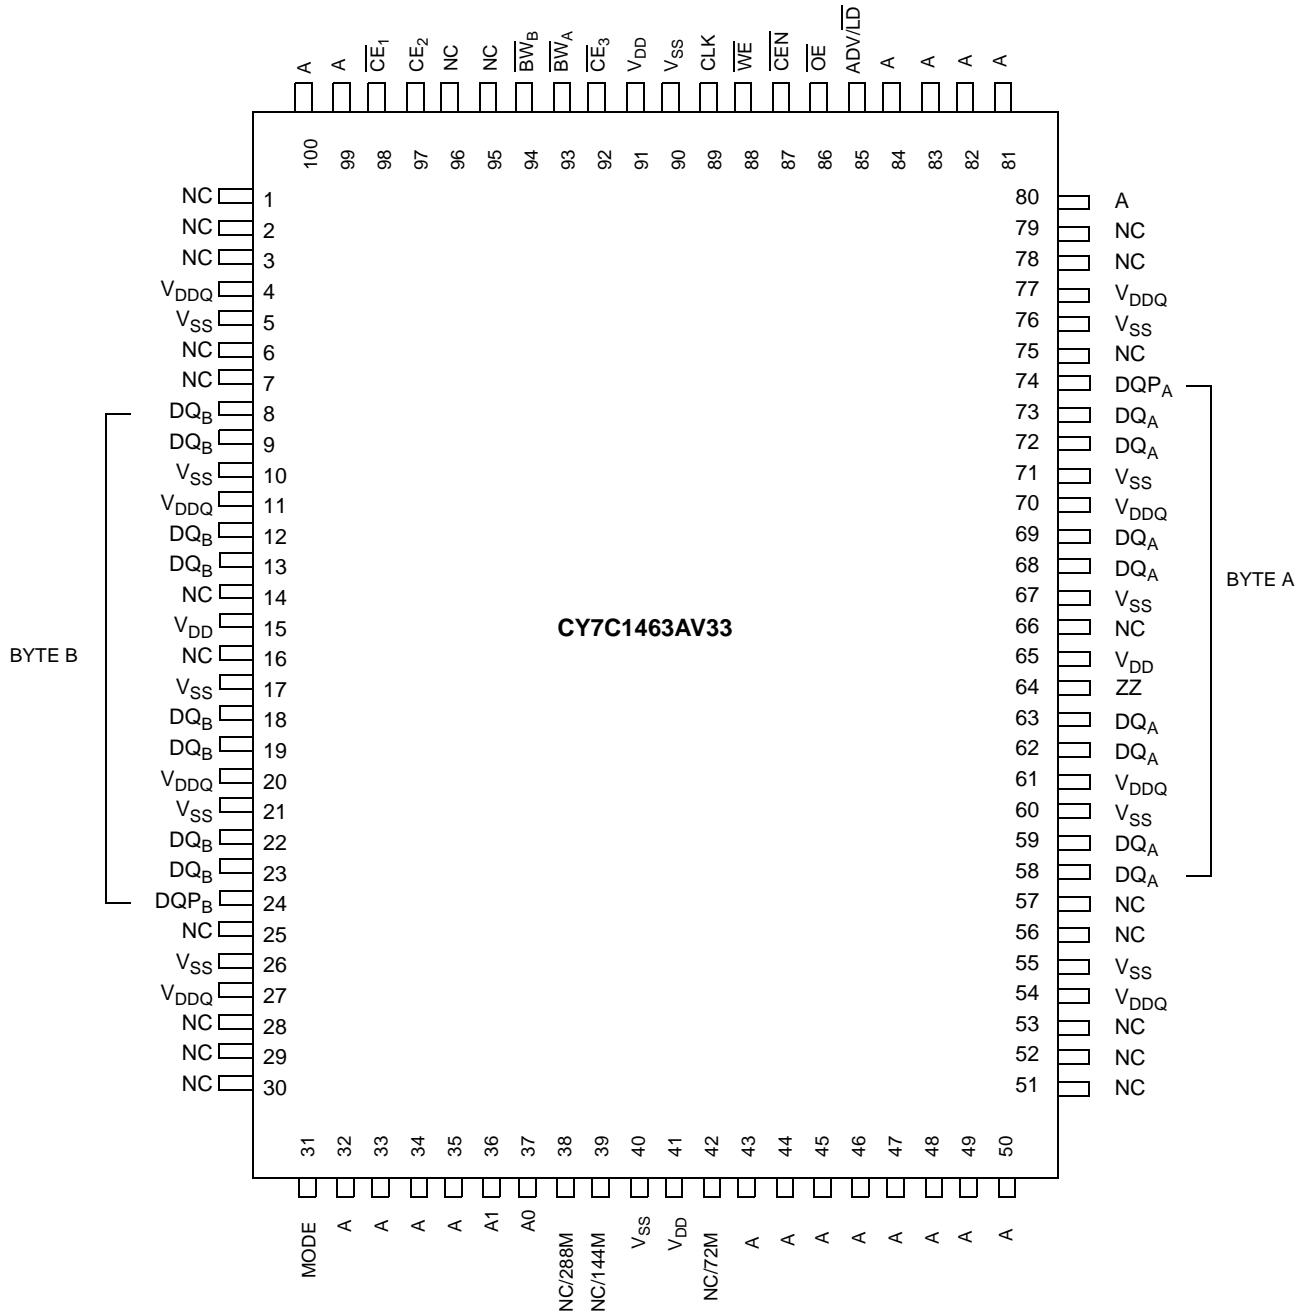 A A CE1 CE2 NC NC BWB BWA CE3 VDD VSS CLK WE CEN OE ADV/LD A A A A
100 99 98 97 96 95 94 93 92 91 90 89 88 87 86 85 84 83 82 81
NC 1 80 A
NC 2 79 NC
NC 3 78 NC
VDDQ 4 77 VDDQ
VSS 5 76 VSS
NC 6 75 NC
NC 7 74 DQPA
DQB 8 73 DQA
DQB 9 72 DQA
VSS 10 71 VSS
VDDQ 11 70 VDDQ
DQB 12 69 DQA
DQB 13 68 DQA
BYTE A
NC 14 67 VSS
VDD 15 CY7C1463AV33 66 NC
BYTE B
NC 16 65 VDD
VSS 17 64 ZZ
DQB 18 63 DQA
DQB 19 62 DQA
VDDQ 20 61 VDDQ
VSS 21 60 VSS
DQB 22 59 DQA
DQB 23 58 DQA
DQPB 24 57 NC
NC 25 56 NC
VSS 26 55 VSS
VDDQ 27 54 VDDQ
NC 28 53 NC
NC 29 52 NC
NC 30 51 NC
31 32 33 34 35 36 37 38 39 40 41 42 43 44 45 46 47 48 49 50
MODE A A A A A1 A0 NC/288M NC/144M VSS VDD NC/72M A A A A A A A A